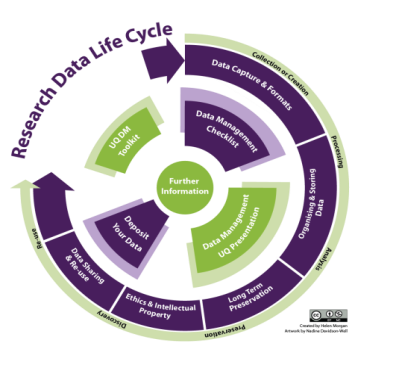 Research Data Life Cycle
Collection or Creation
Data Capture & Formats
Processing
Organising & Storing
Data
Analysis
Long Term
Preservation
Preservation
Ethics & Intellectual
Property
Discovery
Data Sharing
& Re-use
Re-use
Data Management
Checklist
Data Management
UQ Presentation
Deposit
Your Data
UQ DM
Toolkit
Further
Information
Created by Helen Morgan
Artwork by Nadine Davidson-Wall